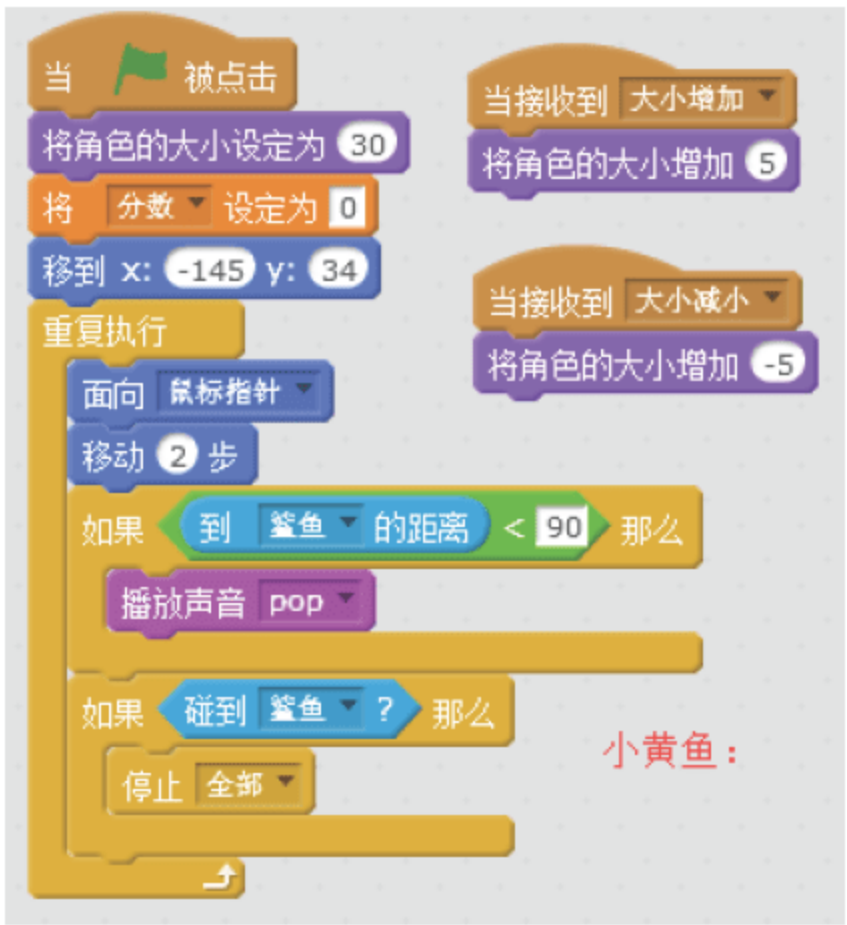 当 被点击
将角色的大小设定为 30
将 分数 设定为 0
移到 x: -145 y: 34
重复执行
面向 鼠标指针
移动 2 步
如果 到 鲨鱼 的距离 < 90 那么
播放声音 pop
如果 碰到 鲨鱼 ? 那么
停止 全部
当接收到 大小增加
将角色的大小增加 5
当接收到 大小减小
将角色的大小增加 -5
小黄鱼：